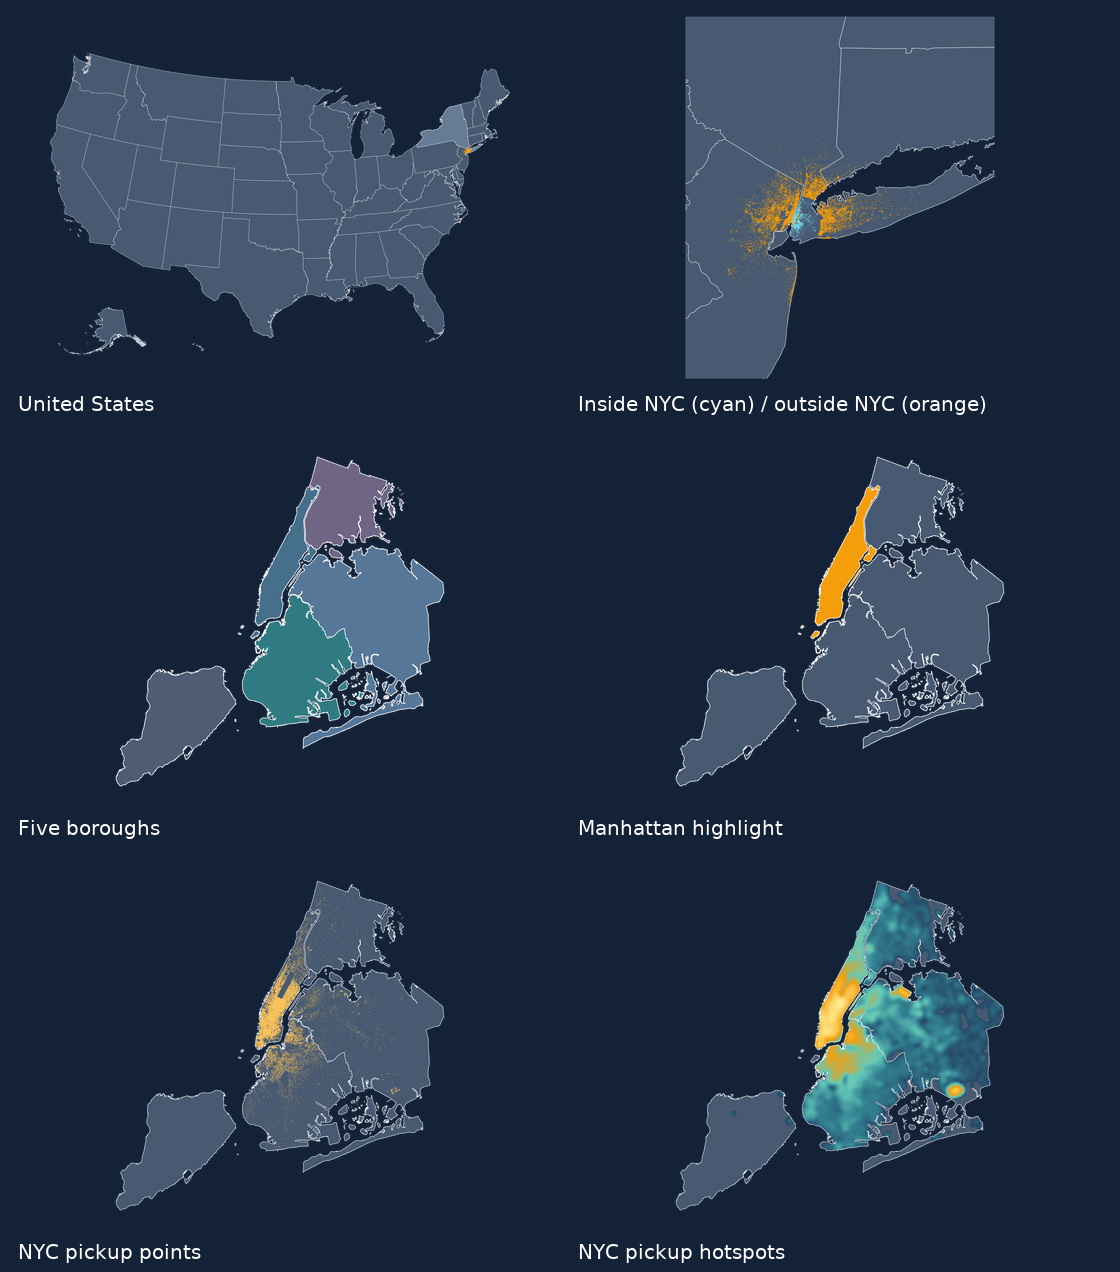 United States
Inside NYC (cyan) / outside NYC (orange)
Five boroughs
Manhattan highlight
NYC pickup points
NYC pickup hotspots